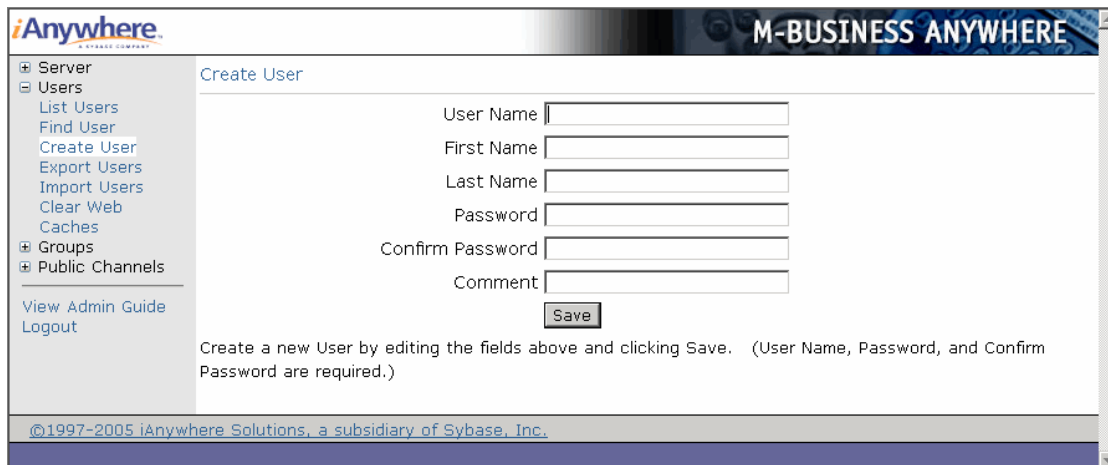 iAnywhere.
A SYBASE COMPANY
M-BUSINESS ANYWHERE
Server
Users
List Users
Find User
Create User
Export Users
Import Users
Clear Web
Caches
Groups
Public Channels
View Admin Guide
Logout
Create User
User Name
First Name
Last Name
Password
Confirm Password
Comment
Save
Create a new User by editing the fields above and clicking Save. (User Name, Password, and Confirm
Password are required.)
©1997-2005 iAnywhere Solutions, a subsidiary of Sybase, Inc.